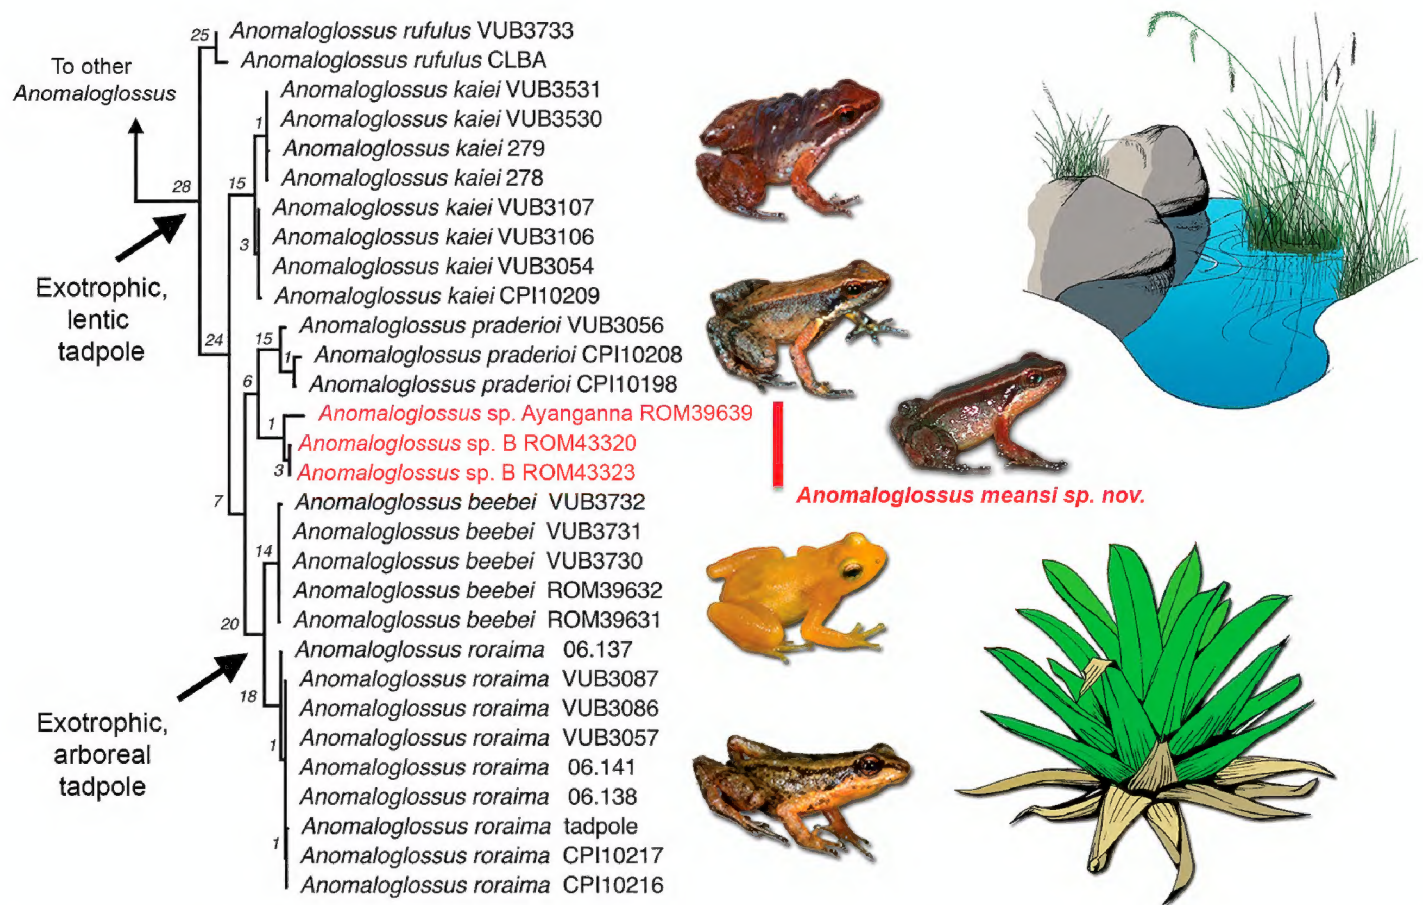 25 Anomaloglossus rufulus VUB3733
Anomaloglossus rufulus CLBA
To other
Anomaloglossus
Anomaloglossus kaiei VUB3531
Anomaloglossus kaiei VUB3530
1
Anomaloglossus kaiei 279
Anomaloglossus kaiei 278
28
15
Anomaloglossus kaiei VUB3107
Anomaloglossus kaiei VUB3106
3
Anomaloglossus kaiei VUB3054
Anomaloglossus kaiei CPI10209
Exotrophic,
lentic
tadpole
24
15
Anomaloglossus praderioi VUB3056
1
Anomaloglossus praderioi CPI10208
Anomaloglossus praderioi CPI10198
6
1
Anomaloglossus sp. Ayanganna ROM39639
Anomaloglossus sp. B ROM43320
3
Anomaloglossus sp. B ROM43323
Anomaloglossus meansi sp. nov.
7
Anomaloglossus beebei VUB3732
Anomaloglossus beebei VUB3731
14
Anomaloglossus beebei VUB3730
Anomaloglossus beebei ROM39632
Anomaloglossus beebei ROM39631
20
Exotrophic,
arboreal
tadpole
Anomaloglossus roraima 06.137
Anomaloglossus roraima VUB3087
18
Anomaloglossus roraima VUB3086
1
Anomaloglossus roraima VUB3057
Anomaloglossus roraima 06.141
Anomaloglossus roraima 06.138
Anomaloglossus roraima tadpole
1
Anomaloglossus roraima CPI10217
Anomaloglossus roraima CPI10216